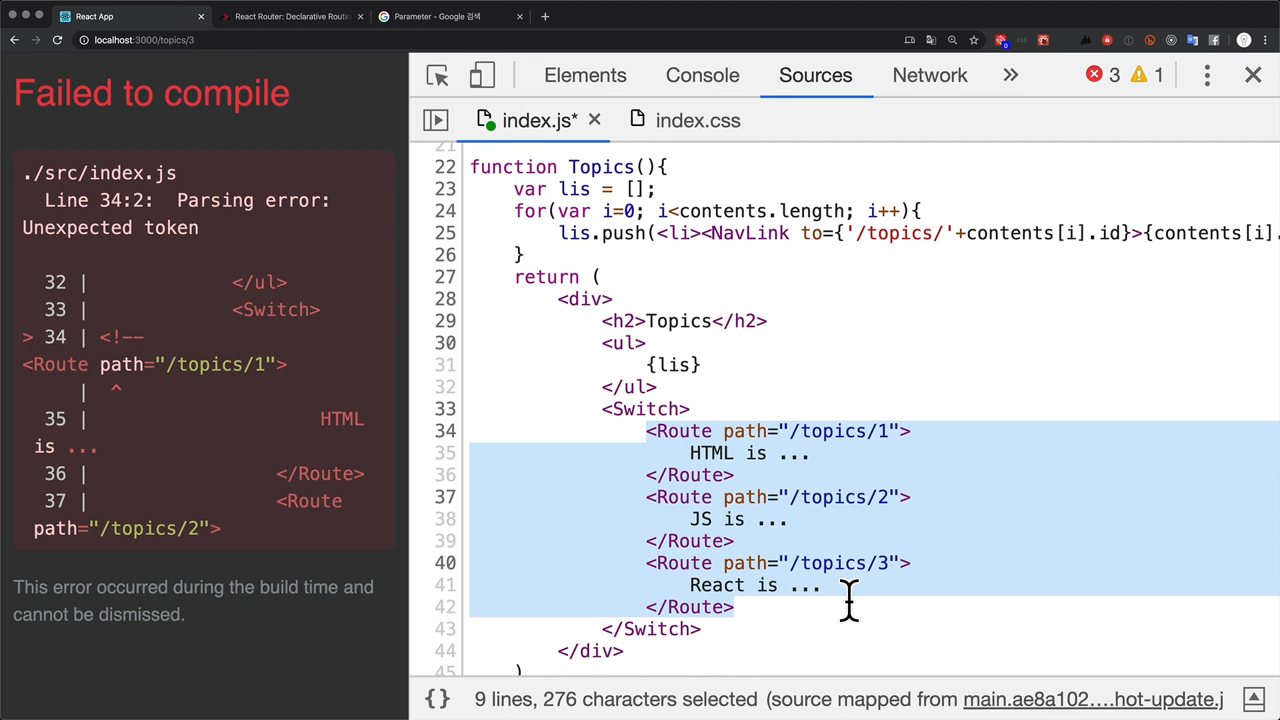 React App
React Router: Declarative Routin
Parameter - Google 검색
localhost:3000/topics/3
Failed to compile
./src/index.js
Line 34:2: Parsing error:
Unexpected token
32 | </ul>
33 | <Switch>
> 34 | <!--
<Route path="/topics/1">
| ^
35 | HTML
is ...
36 | </Route>
37 | <Route
path="/topics/2">
This error occurred during the build time and
cannot be dismissed.
Elements Console Sources Network » 3 1
index.js* index.css
21
22 function Topics(){
23 var lis = [];
24 for(var i=0; i<contents.length; i++){
25 lis.push(<li><NavLink to={'/topics/'+contents[i].id}>{contents[i].
26 }
27 return (
28 <div>
29 <h2>Topics</h2>
30 <ul>
31 {lis}
32 </ul>
33 <Switch>
34 <Route path="/topics/1">
35 HTML is ...
36 </Route>
37 <Route path="/topics/2">
38 JS is ...
39 </Route>
40 <Route path="/topics/3">
41 React is ...
42 </Route>
43 </Switch>
44 </div>
45 )
{} 9 lines, 276 characters selected (source mapped from main.ae8a102....hot-update.j